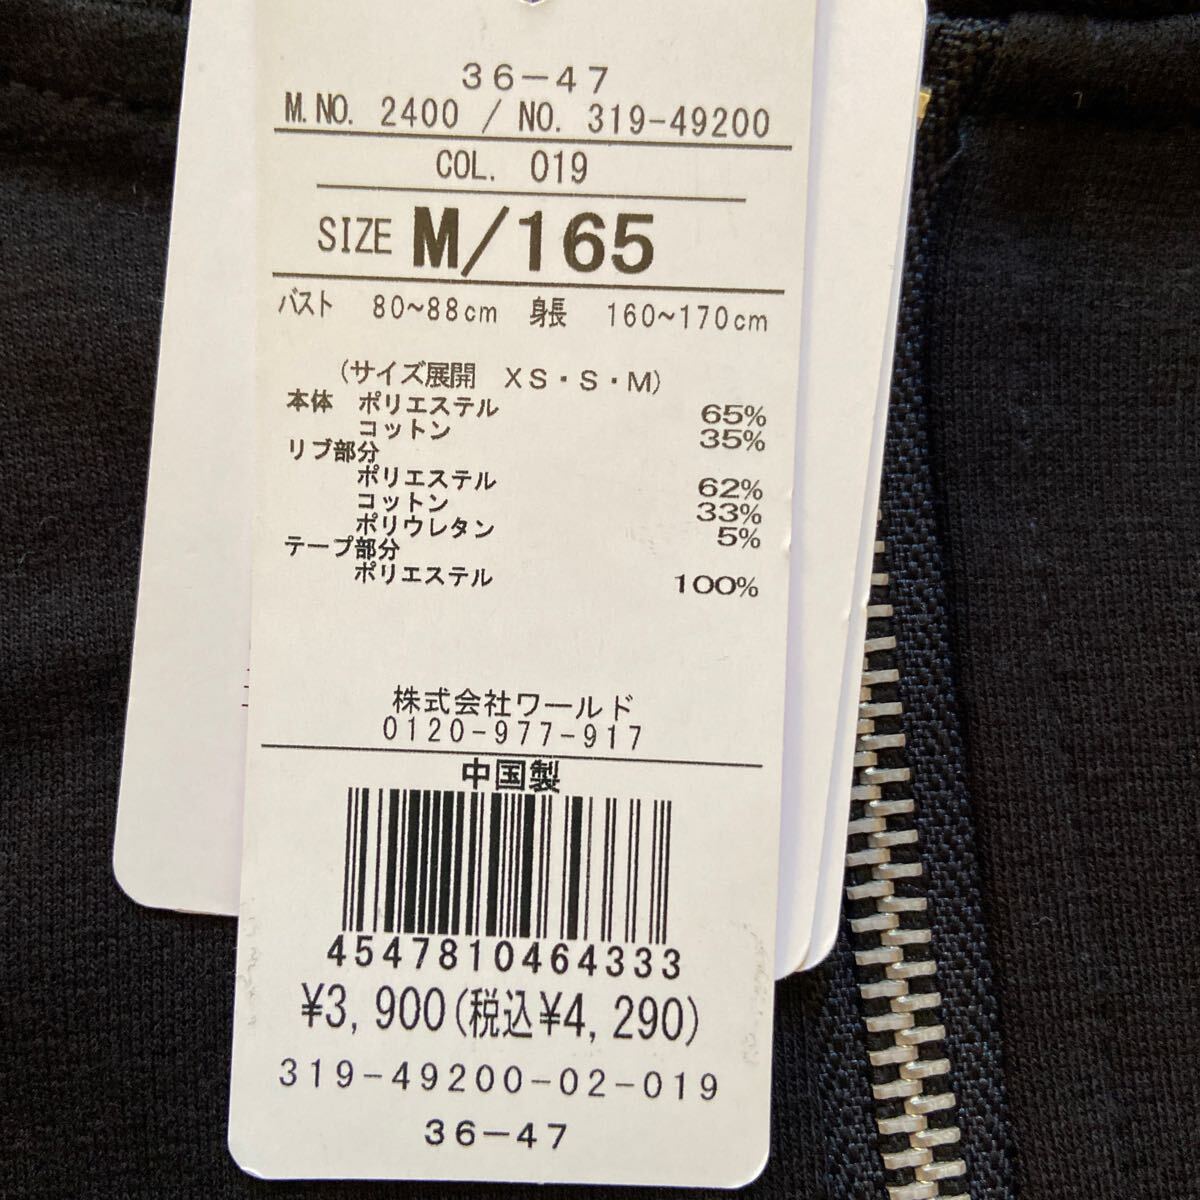 36-47
M.NO. 2400 / NO. 319-49200
COL. 019
SIZE M/165
バスト 80~88cm 身長 160~170cm
(サイズ展開 XS・S・M)
本体 ポリエステル 65%
コットン 35%
リブ部分
ポリエステル 62%
コットン 33%
ポリウレタン 5%
テープ部分
ポリエステル 100%
株式会社ワールド
0120-977-917
中国製
4547810464333
¥3,900(税込¥4,290)
319-49200-02-019
36-47